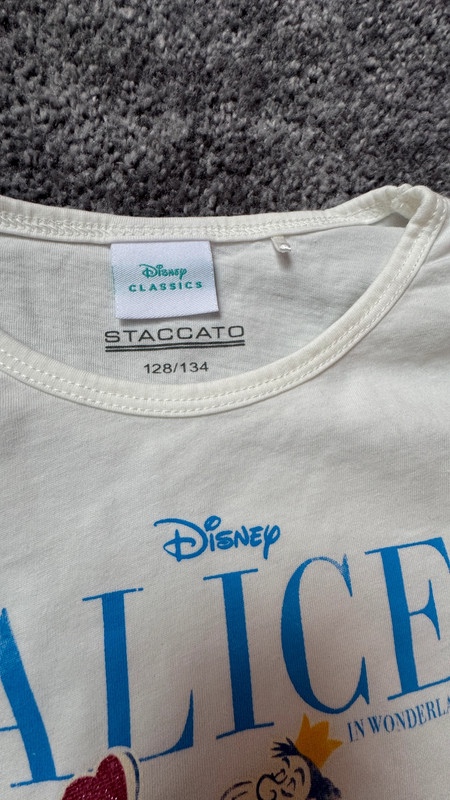 Disney
CLASSICS
STACCATO
128/134
Disney
ALICE
IN WONDERLA